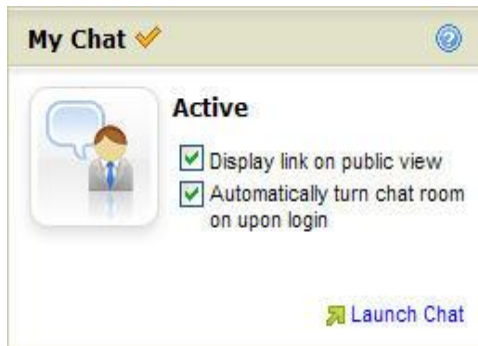 My Chat
Active
Display link on public view
Automatically turn chat room
on upon login
Launch Chat